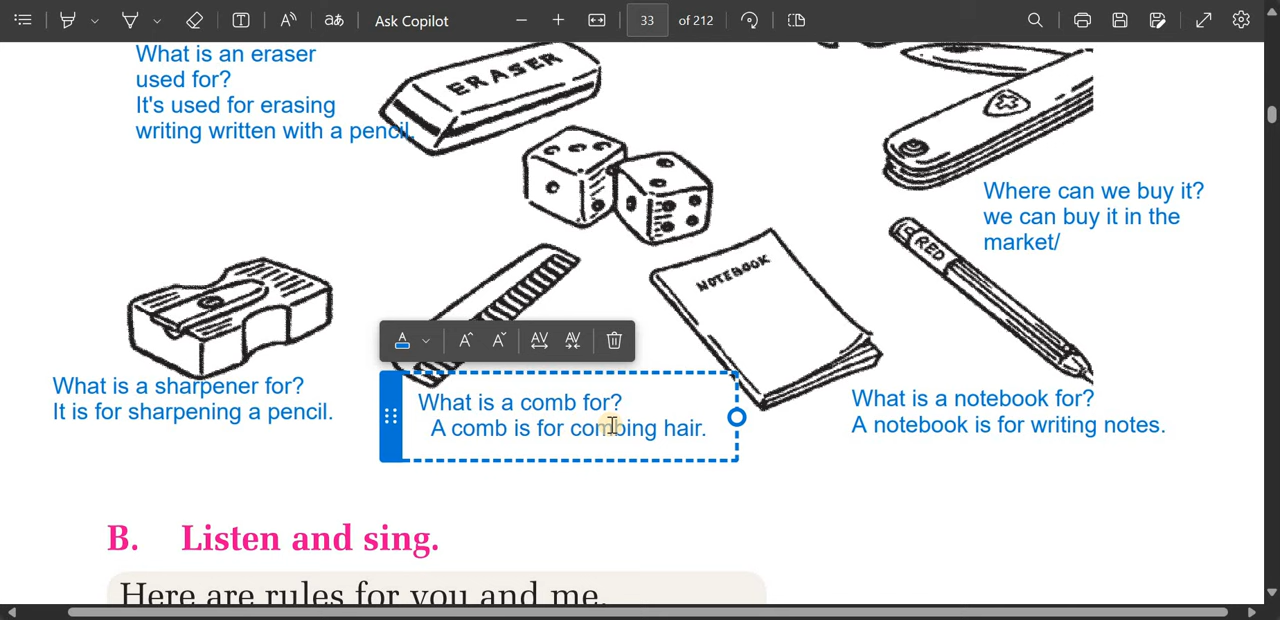 Ask Copilot
33 of 212
What is an eraser
used for?
It's used for erasing
writing written with a pencil.
ERASER
Where can we buy it?
we can buy it in the
market/
RED
NOTEBOOK
What is a sharpener for?
It is for sharpening a pencil.
What is a comb for?
A comb is for combing hair.
What is a notebook for?
A notebook is for writing notes.
B. Listen and sing.
Here are rules for you and me.